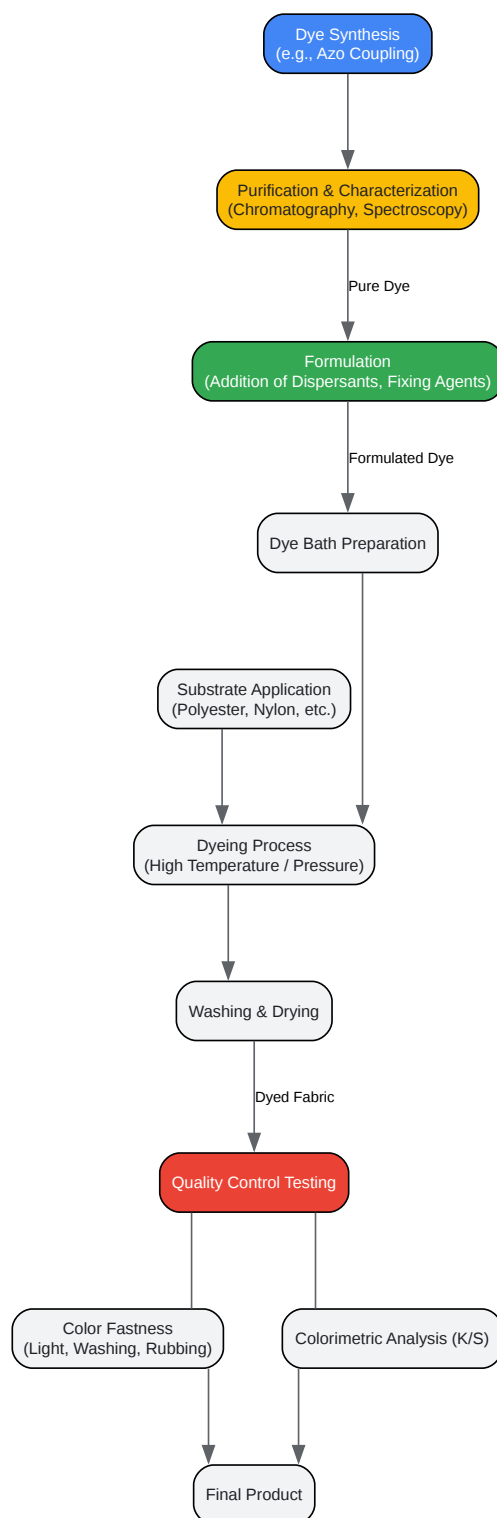 Dye Synthesis
(e.g., Azo Coupling)
Purification & Characterization
(Chromatography, Spectroscopy)
Pure Dye
Formulation
(Addition of Dispersants, Fixing Agents)
Formulated Dye
Dye Bath Preparation
Substrate Application
(Polyester, Nylon, etc.)
Dyeing Process
(High Temperature / Pressure)
Washing & Drying
Dyed Fabric
Quality Control Testing
Color Fastness
(Light, Washing, Rubbing)
Colorimetric Analysis (K/S)
Final Product